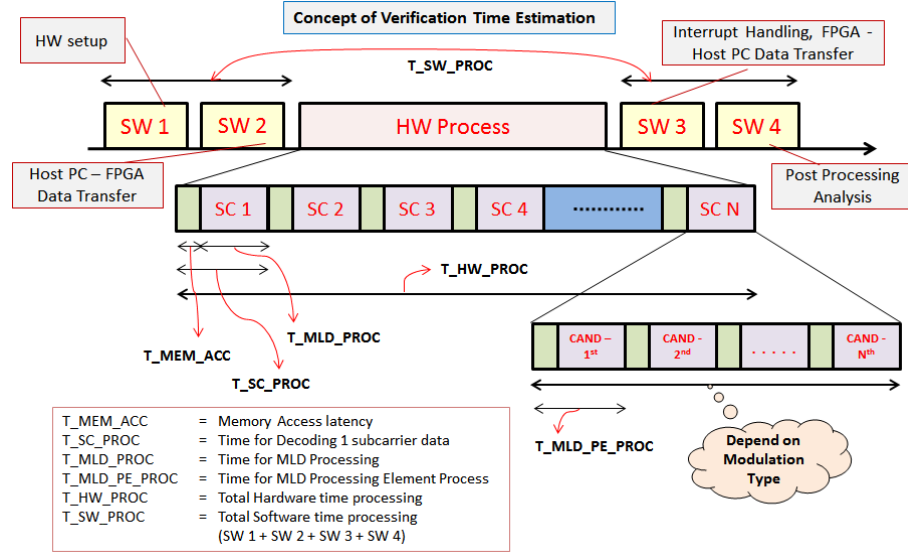 Concept of Verification Time Estimation
HW setup
Interrupt Handling, FPGA -
Host PC Data Transfer
T_SW_PROC
SW 1
SW 2
HW Process
SW 3
SW 4
Host PC – FPGA
Data Transfer
Post Processing
Analysis
SC 1
SC 2
SC 3
SC 4
............
SC N
T_HW_PROC
T_MLD_PROC
T_MEM_ACC
T_SC_PROC
CAND –
1st
CAND -
2nd
. . . . .
CAND -
Nth
T_MLD_PE_PROC
Depend on
Modulation
Type
T_MEM_ACC = Memory Access latency
T_SC_PROC = Time for Decoding 1 subcarrier data
T_MLD_PROC = Time for MLD Processing
T_MLD_PE_PROC = Time for MLD Processing Element Process
T_HW_PROC = Total Hardware time processing
T_SW_PROC = Total Software time processing
(SW 1 + SW 2 + SW 3 + SW 4)